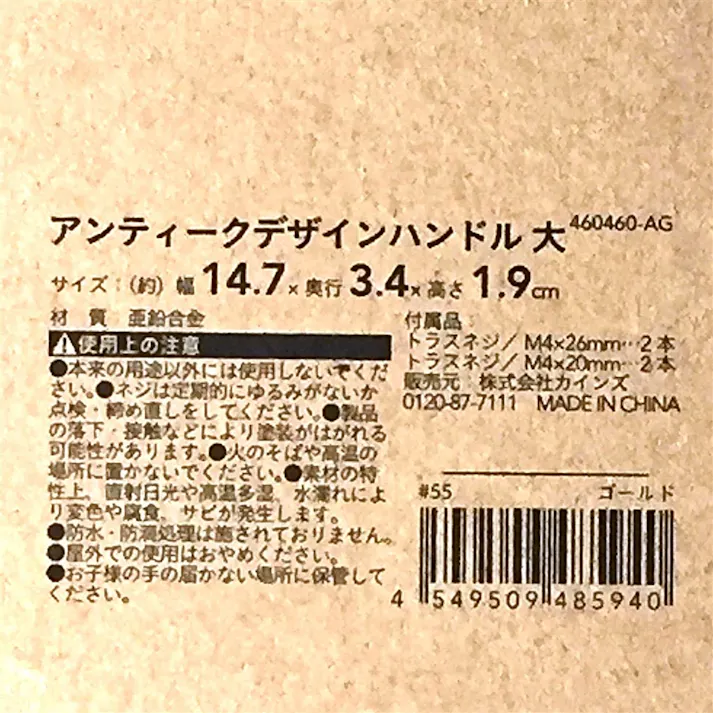 アンティークデザインハンドル 大 460460-AG
サイズ：（約）幅14.7×奥行3.4×高さ1.9cm
材　質　亜鉛合金
⚠使用上の注意
●本来の用途以外には使用しないでくだ
さい。●ネジは定期的にゆるみがないか
点検・締め直しをしてください。●製品
の落下・接触などにより塗装がはがれる
可能性があります。●火のそばや高温の
場所に置かないでください。●素材の特
性上、直射日光や高温多湿、水濡れによ
り変色や腐食、サビが発生します。
●防水・防湿処理は施されておりません。
●屋外での使用はおやめください。
●お子様の手の届かない場所に保管して
ください。
付属品：
トラスネジ／M4×26mm…2本
トラスネジ／M4×20mm…2本
販売元：株式会社カインズ
0120-87-7111　MADE IN CHINA
#55　ゴールド
4 549509 485940